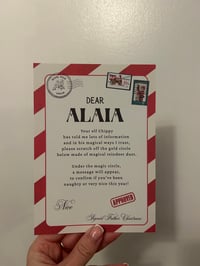 DEAR
ALAIA
Your elf Chippy
has told me lots of information
and in his magical ways I trust,
please scratch off the gold circle
below made of magical reindeer dust.
Under the magic circle,
a message will appear,
to confirm if you've been
naughty or very nice this year!
APPROVED
Nice
Signed Father Christmas